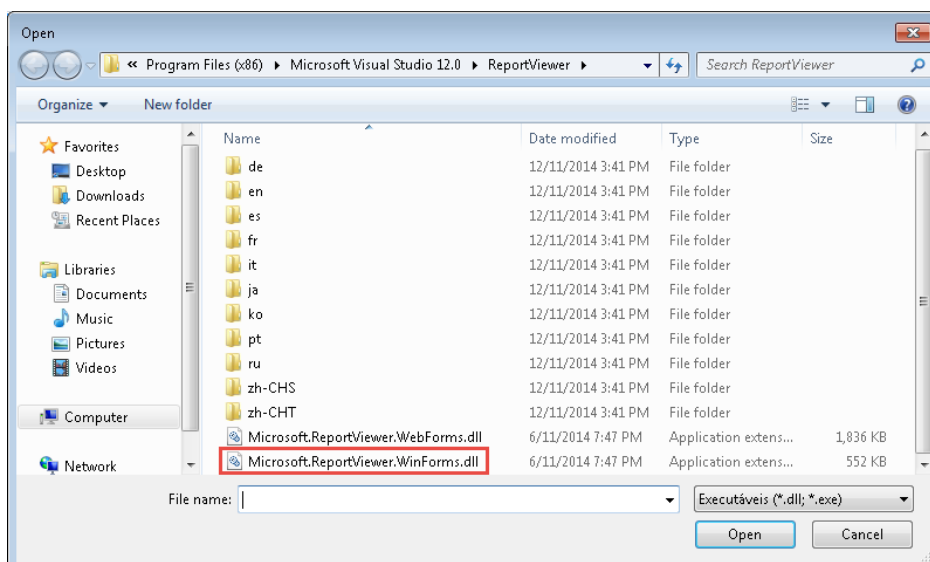 Open
« Program Files (x86) ▸ Microsoft Visual Studio 12.0 ▸ ReportViewer ▸ Search ReportViewer
Organize New folder
Name Date modified Type Size
Favorites
Desktop
Downloads
Recent Places
Libraries
Documents
Music
Pictures
Videos
Computer
Network
de 12/11/2014 3:41 PM File folder
en 12/11/2014 3:41 PM File folder
es 12/11/2014 3:41 PM File folder
fr 12/11/2014 3:41 PM File folder
it 12/11/2014 3:41 PM File folder
ja 12/11/2014 3:41 PM File folder
ko 12/11/2014 3:41 PM File folder
pt 12/11/2014 3:41 PM File folder
ru 12/11/2014 3:41 PM File folder
zh-CHS 12/11/2014 3:41 PM File folder
zh-CHT 12/11/2014 3:41 PM File folder
Microsoft.ReportViewer.WebForms.dll 6/11/2014 7:47 PM Application extens... 1,836 KB
Microsoft.ReportViewer.WinForms.dll 6/11/2014 7:47 PM Application extens... 552 KB
File name: Executáveis (*.dll; *.exe)
Open Cancel